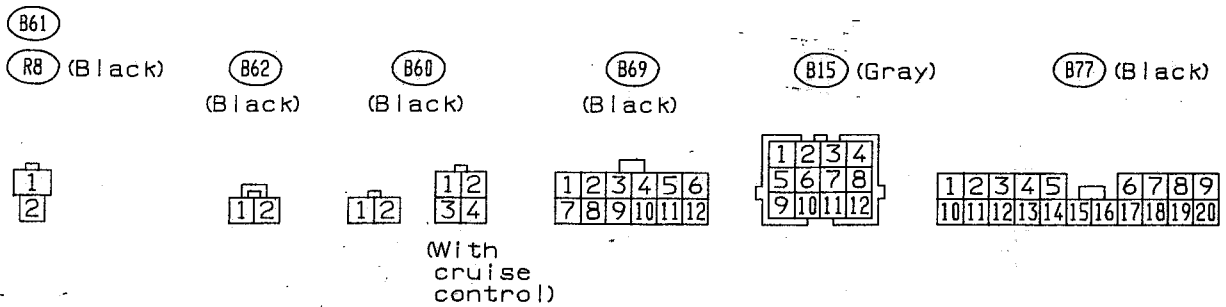 B61
R8 (Black)
B62
(Black)
B60
(Black)
B69
(Black)
B15 (Gray)
B77 (Black)
1
2
1 2
1 2
1 2
3 4
(With
cruise
control)
1 2 3 4 5 6
7 8 9 10 11 12
1 2 3 4
5 6 7 8
9 10 11 12
1 2 3 4 5 6 7 8 9
10 11 12 13 14 15 16 17 18 19 20